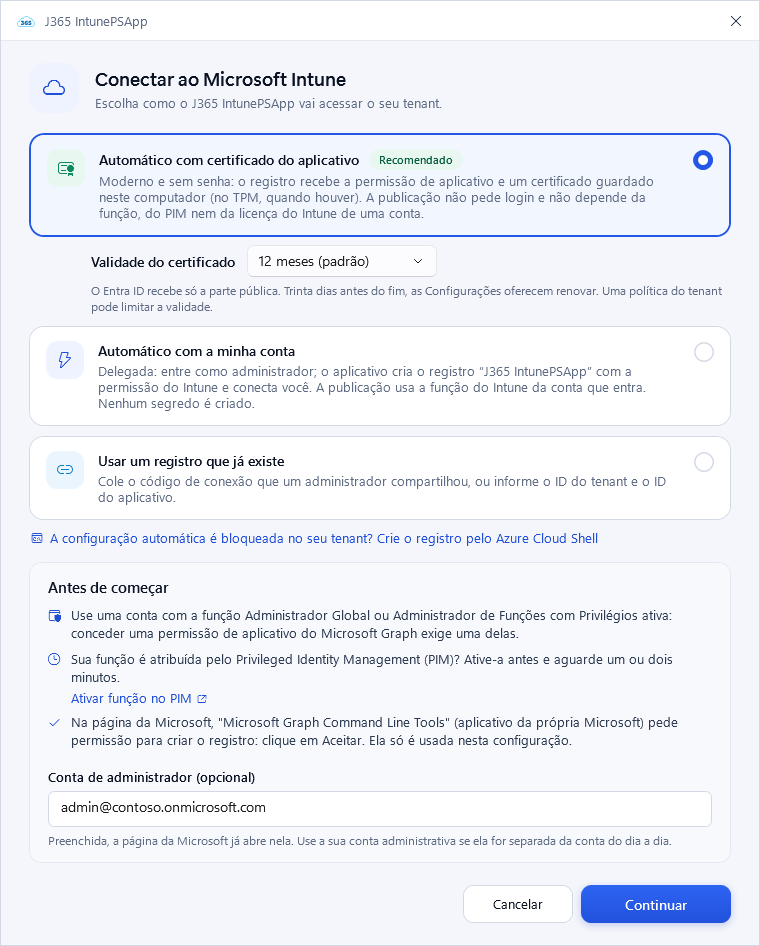 365 J365 IntunePSApp
Conectar ao Microsoft Intune
Escolha como o J365 IntunePSApp vai acessar o seu tenant.
Automático com certificado do aplicativo Recomendado
Moderno e sem senha: o registro recebe a permissão de aplicativo e um certificado guardado
neste computador (no TPM, quando houver). A publicação não pede login e não depende da
função, do PIM nem da licença do Intune de uma conta.
Validade do certificado 12 meses (padrão)
O Entra ID recebe só a parte pública. Trinta dias antes do fim, as Configurações oferecem renovar. Uma política do tenant
pode limitar a validade.
Automático com a minha conta
Delegada: entre como administrador; o aplicativo cria o registro “J365 IntunePSApp” com a
permissão do Intune e conecta você. A publicação usa a função do Intune da conta que entra.
Nenhum segredo é criado.
Usar um registro que já existe
Cole o código de conexão que um administrador compartilhou, ou informe o ID do tenant e o ID
do aplicativo.
A configuração automática é bloqueada no seu tenant? Crie o registro pelo Azure Cloud Shell
Antes de começar
Use uma conta com a função Administrador Global ou Administrador de Funções com Privilégios ativa:
conceder uma permissão de aplicativo do Microsoft Graph exige uma delas.
Sua função é atribuída pelo Privileged Identity Management (PIM)? Ative-a antes e aguarde um ou dois
minutos.
Ativar função no PIM
Na página da Microsoft, "Microsoft Graph Command Line Tools" (aplicativo da própria Microsoft) pede
permissão para criar o registro: clique em Aceitar. Ela só é usada nesta configuração.
Conta de administrador (opcional)
admin@contoso.onmicrosoft.com
Preenchida, a página da Microsoft já abre nela. Use a sua conta administrativa se ela for separada da conta do dia a dia.
Cancelar Continuar